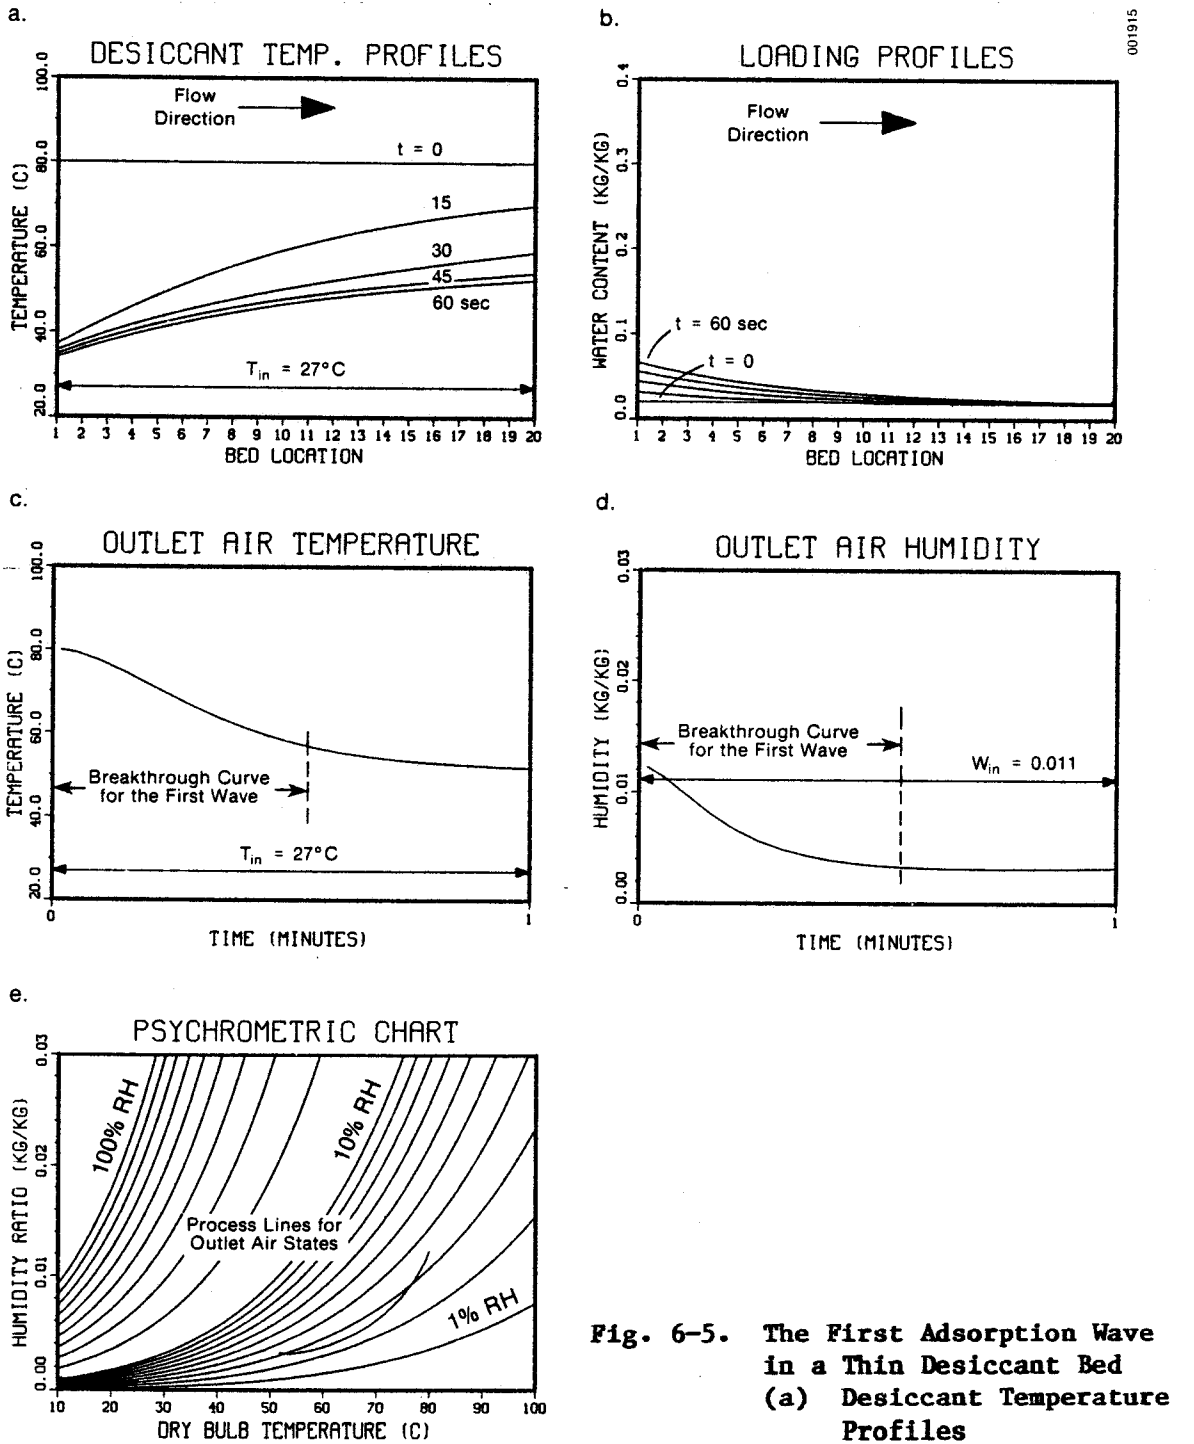 a.
DESICCANT TEMP. PROFILES
100.0
80.0
60.0
40.0
20.0
TEMPERATURE (C)
Flow
Direction
t = 0
15
30
45
60 sec
Tin = 27°C
1 2 3 4 5 6 7 8 9 10 11 12 13 14 15 16 17 18 19 20
BED LOCATION
b.
001915
LOADING PROFILES
0.4
0.3
0.2
0.1
0.0
WATER CONTENT (KG/KG)
Flow
Direction
t = 60 sec
t = 0
1 2 3 4 5 6 7 8 9 10 11 12 13 14 15 16 17 18 19 20
BED LOCATION
c.
OUTLET AIR TEMPERATURE
100.0
80.0
60.0
40.0
20.0
TEMPERATURE (C)
Breakthrough Curve
for the First Wave
Tin = 27°C
0 1
TIME (MINUTES)
d.
OUTLET AIR HUMIDITY
0.03
0.02
0.01
0.00
HUMIDITY (KG/KG)
Breakthrough Curve
for the First Wave
Win = 0.011
0 1
TIME (MINUTES)
e.
PSYCHROMETRIC CHART
0.03
0.02
0.01
0.00
HUMIDITY RATIO (KG/KG)
100% RH
10% RH
Process Lines for
Outlet Air States
1% RH
10 20 30 40 50 60 70 80 90 100
DRY BULB TEMPERATURE (C)
Fig. 6-5. The First Adsorption Wave
in a Thin Desiccant Bed
(a) Desiccant Temperature
Profiles